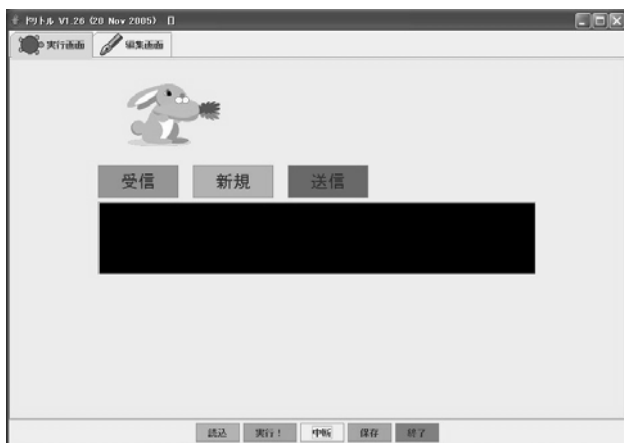 ドリトル V1.26 (20 Nov 2005)
実行画面 編集画面
受信 新規 送信
読込 実行！ 中断 保存 終了